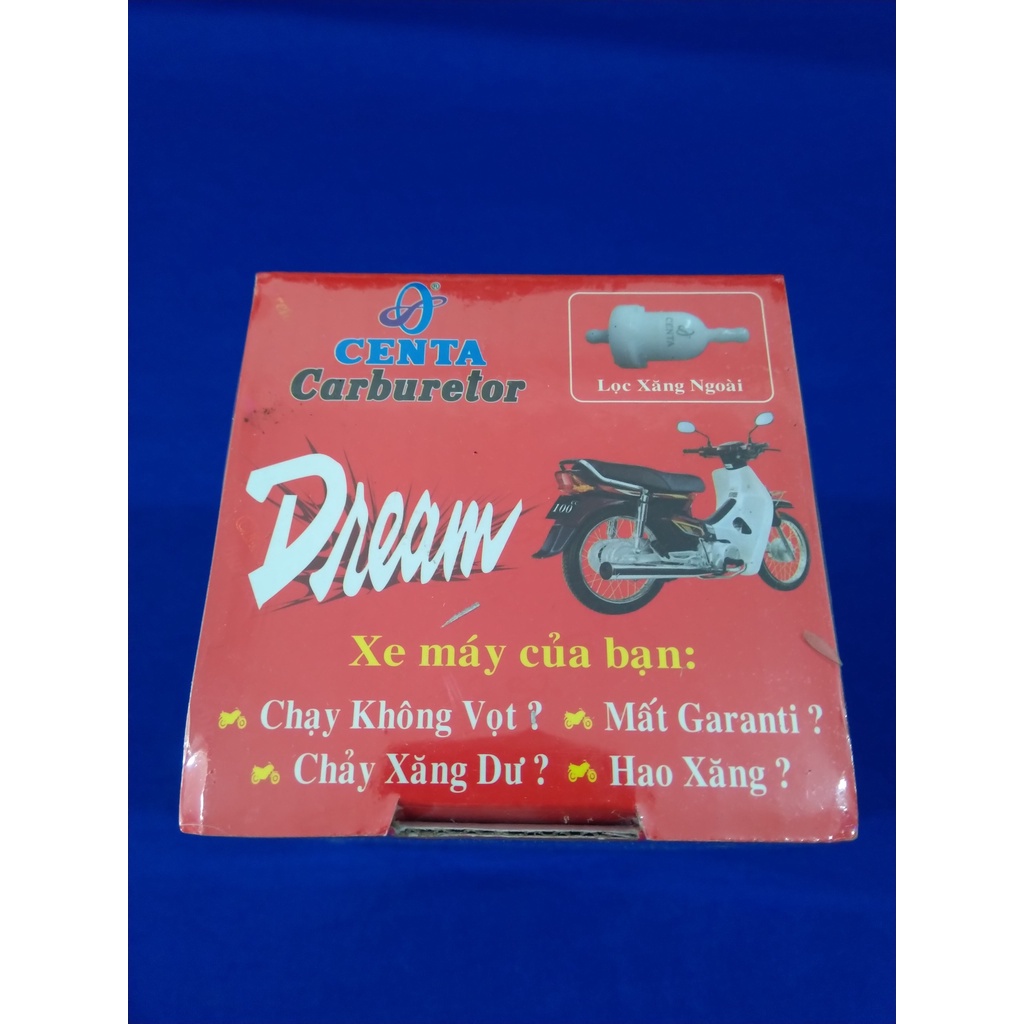 CENTA
®
Carburetor
CENTA
Lọc Xăng Ngoài
Dream
100
Xe máy của bạn:
Chạy Không Vọt ?
Mất Garanti ?
Chảy Xăng Dư ?
Hao Xăng ?